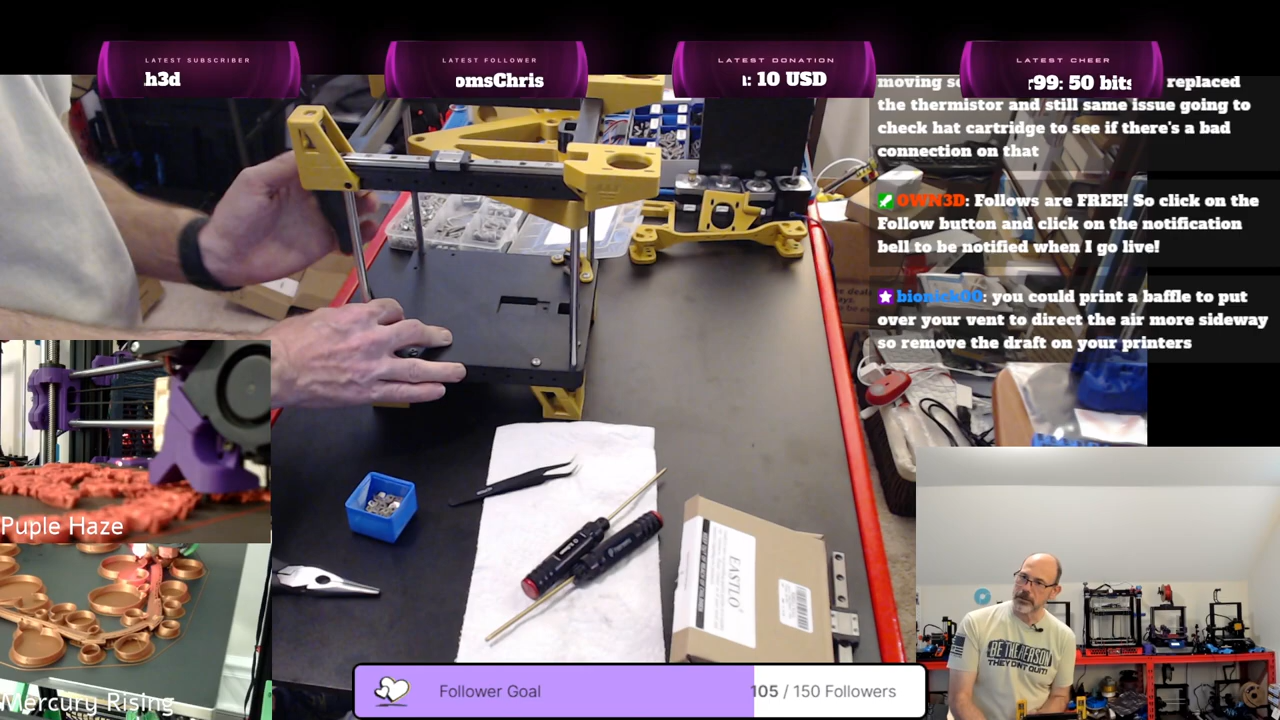 LATEST SUBSCRIBER
h3d
LATEST FOLLOWER
omsChris
LATEST DONATION
: 10 USD
LATEST CHEER
r99: 50 bits
moving so
replaced
the thermistor and still same issue going to
check hat cartridge to see if there's a bad
connection on that
OWN3D: Follows are FREE! So click on the
Follow button and click on the notification
bell to be notified when I go live!
bionick00: you could print a baffle to put
over your vent to direct the air more sideway
so remove the draft on your printers
Puple Haze
Mercury Rising
EASTLO
BE THE PERSON
THEY DN'T QUIT!
Follower Goal
105 / 150 Followers